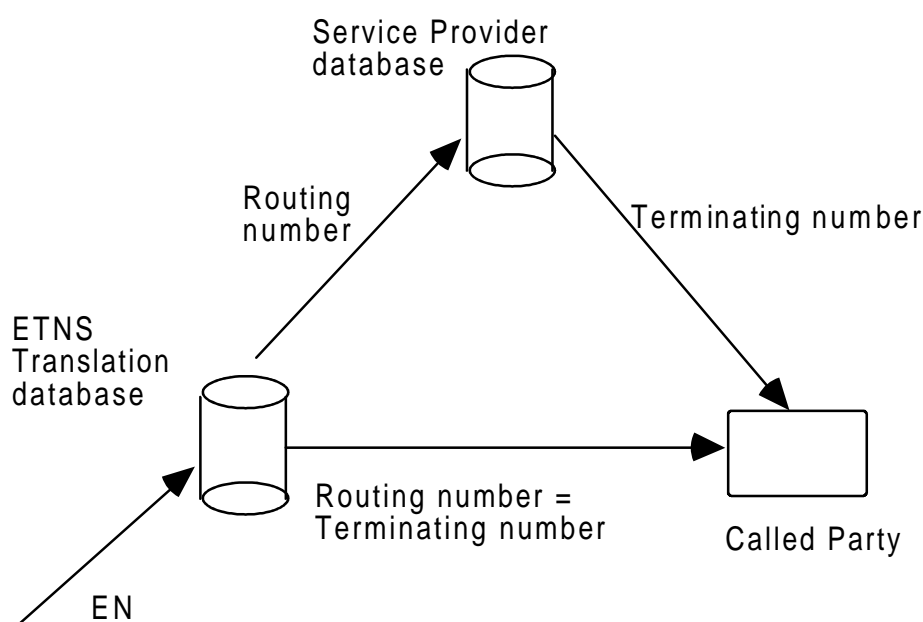 Service Provider
database
Routing
number
Terminating number
ETNS
Translation
database
Routing number =
Terminating number
Called Party
EN